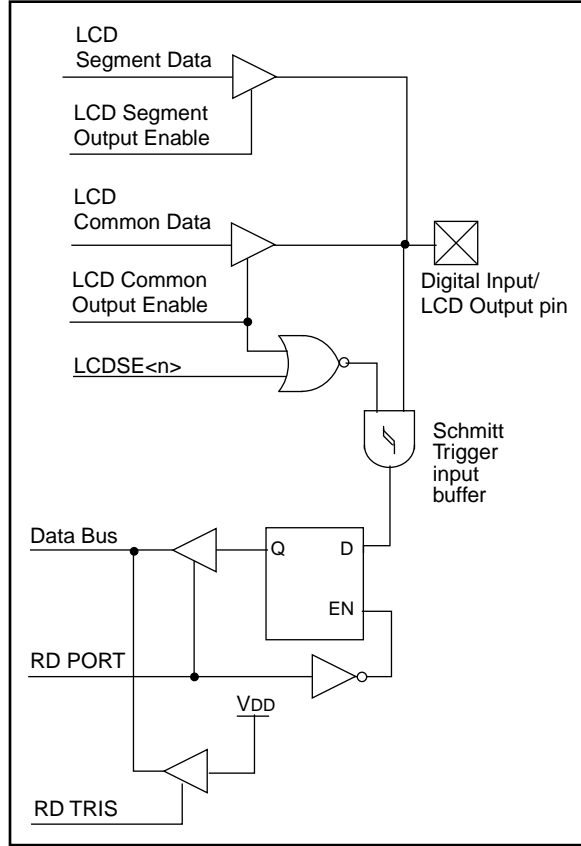 LCD
Segment Data
LCD Segment
Output Enable
LCD
Common Data
LCD Common
Output Enable
Digital Input/
LCD Output pin
LCDSE<n>
Schmitt
Trigger
input
buffer
Data Bus
Q
D
EN
RD PORT
VDD
RD TRIS